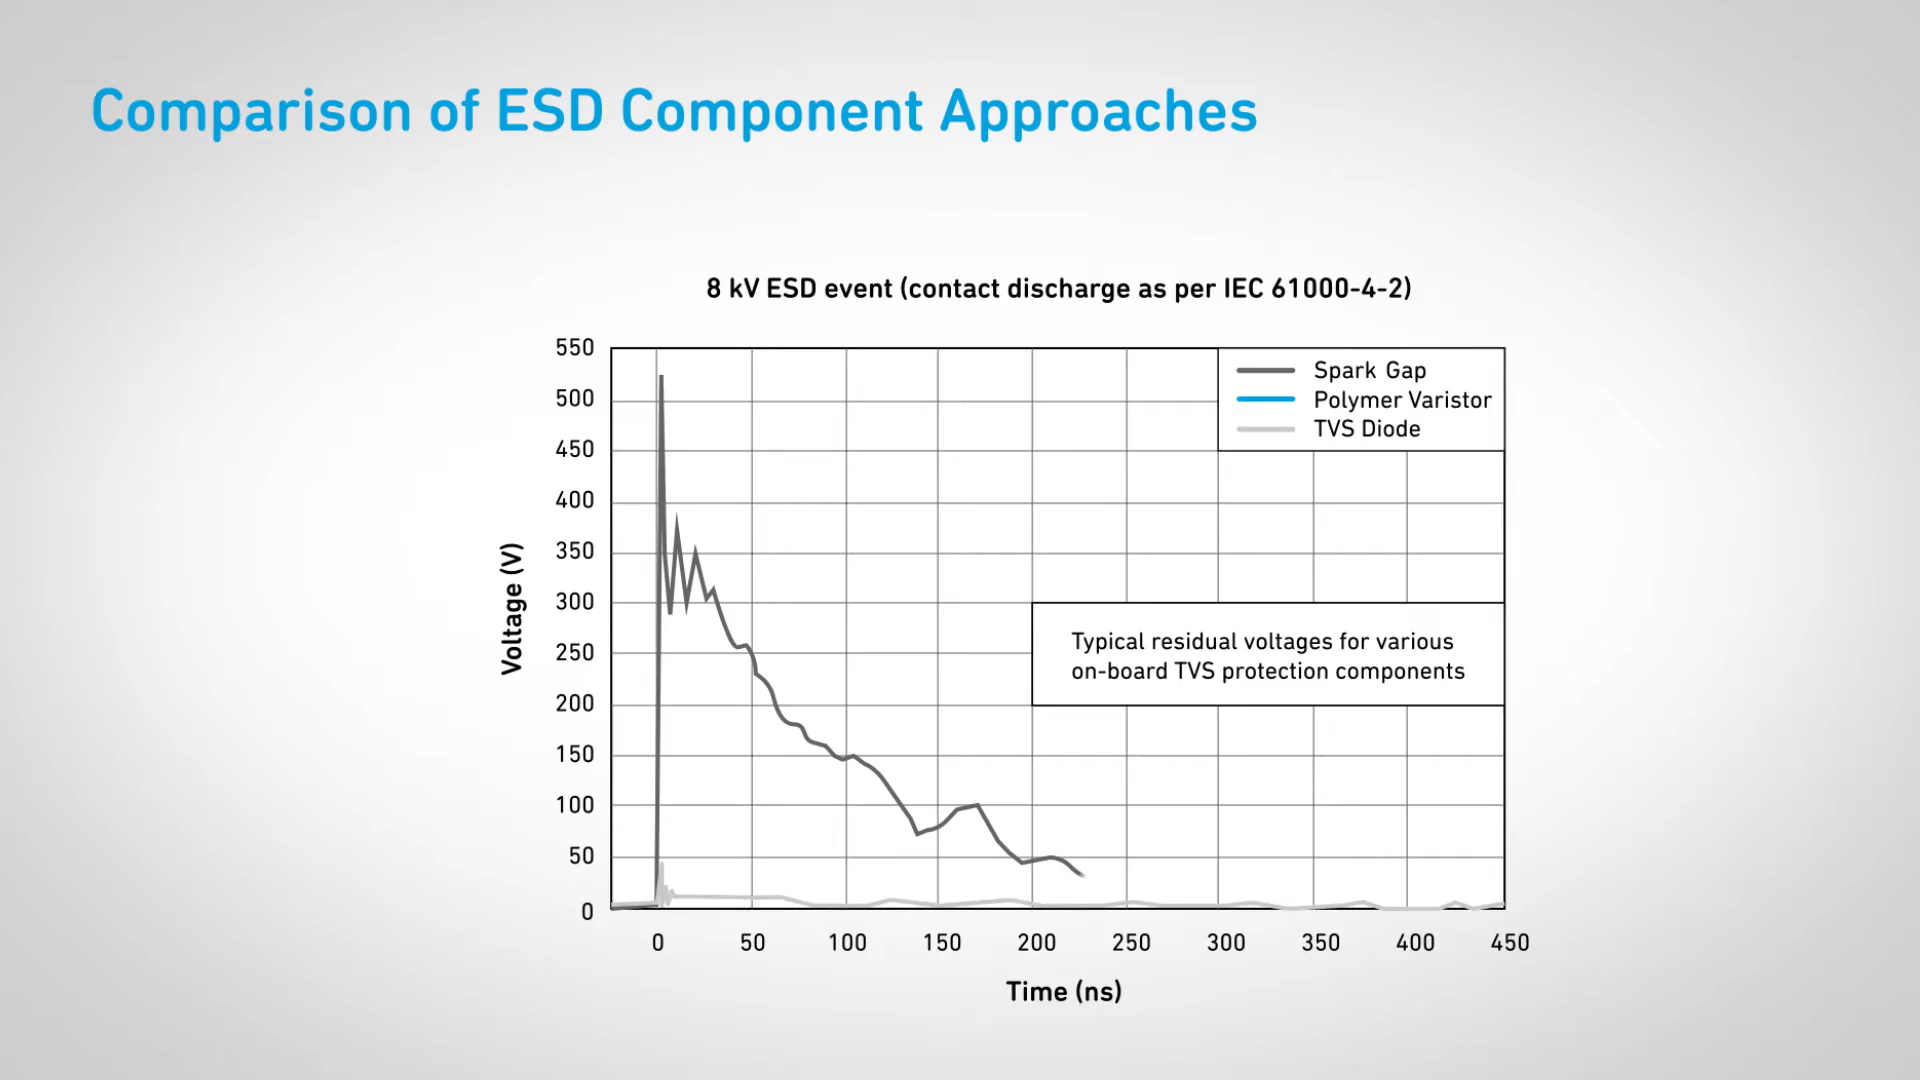 Comparison of ESD Component Approaches
8 kV ESD event (contact discharge as per IEC 61000-4-2)
550
500
450
400
350
300
250
200
150
100
50
0
Voltage (V)
Spark Gap
Polymer Varistor
TVS Diode
Typical residual voltages for various
on-board TVS protection components
0 50 100 150 200 250 300 350 400 450
Time (ns)